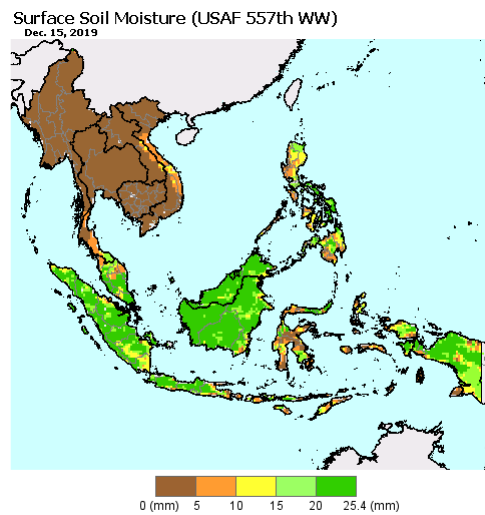 Surface Soil Moisture (USAF 557th WW)
Dec. 15, 2019
0 (mm) 5 10 15 20 25.4 (mm)